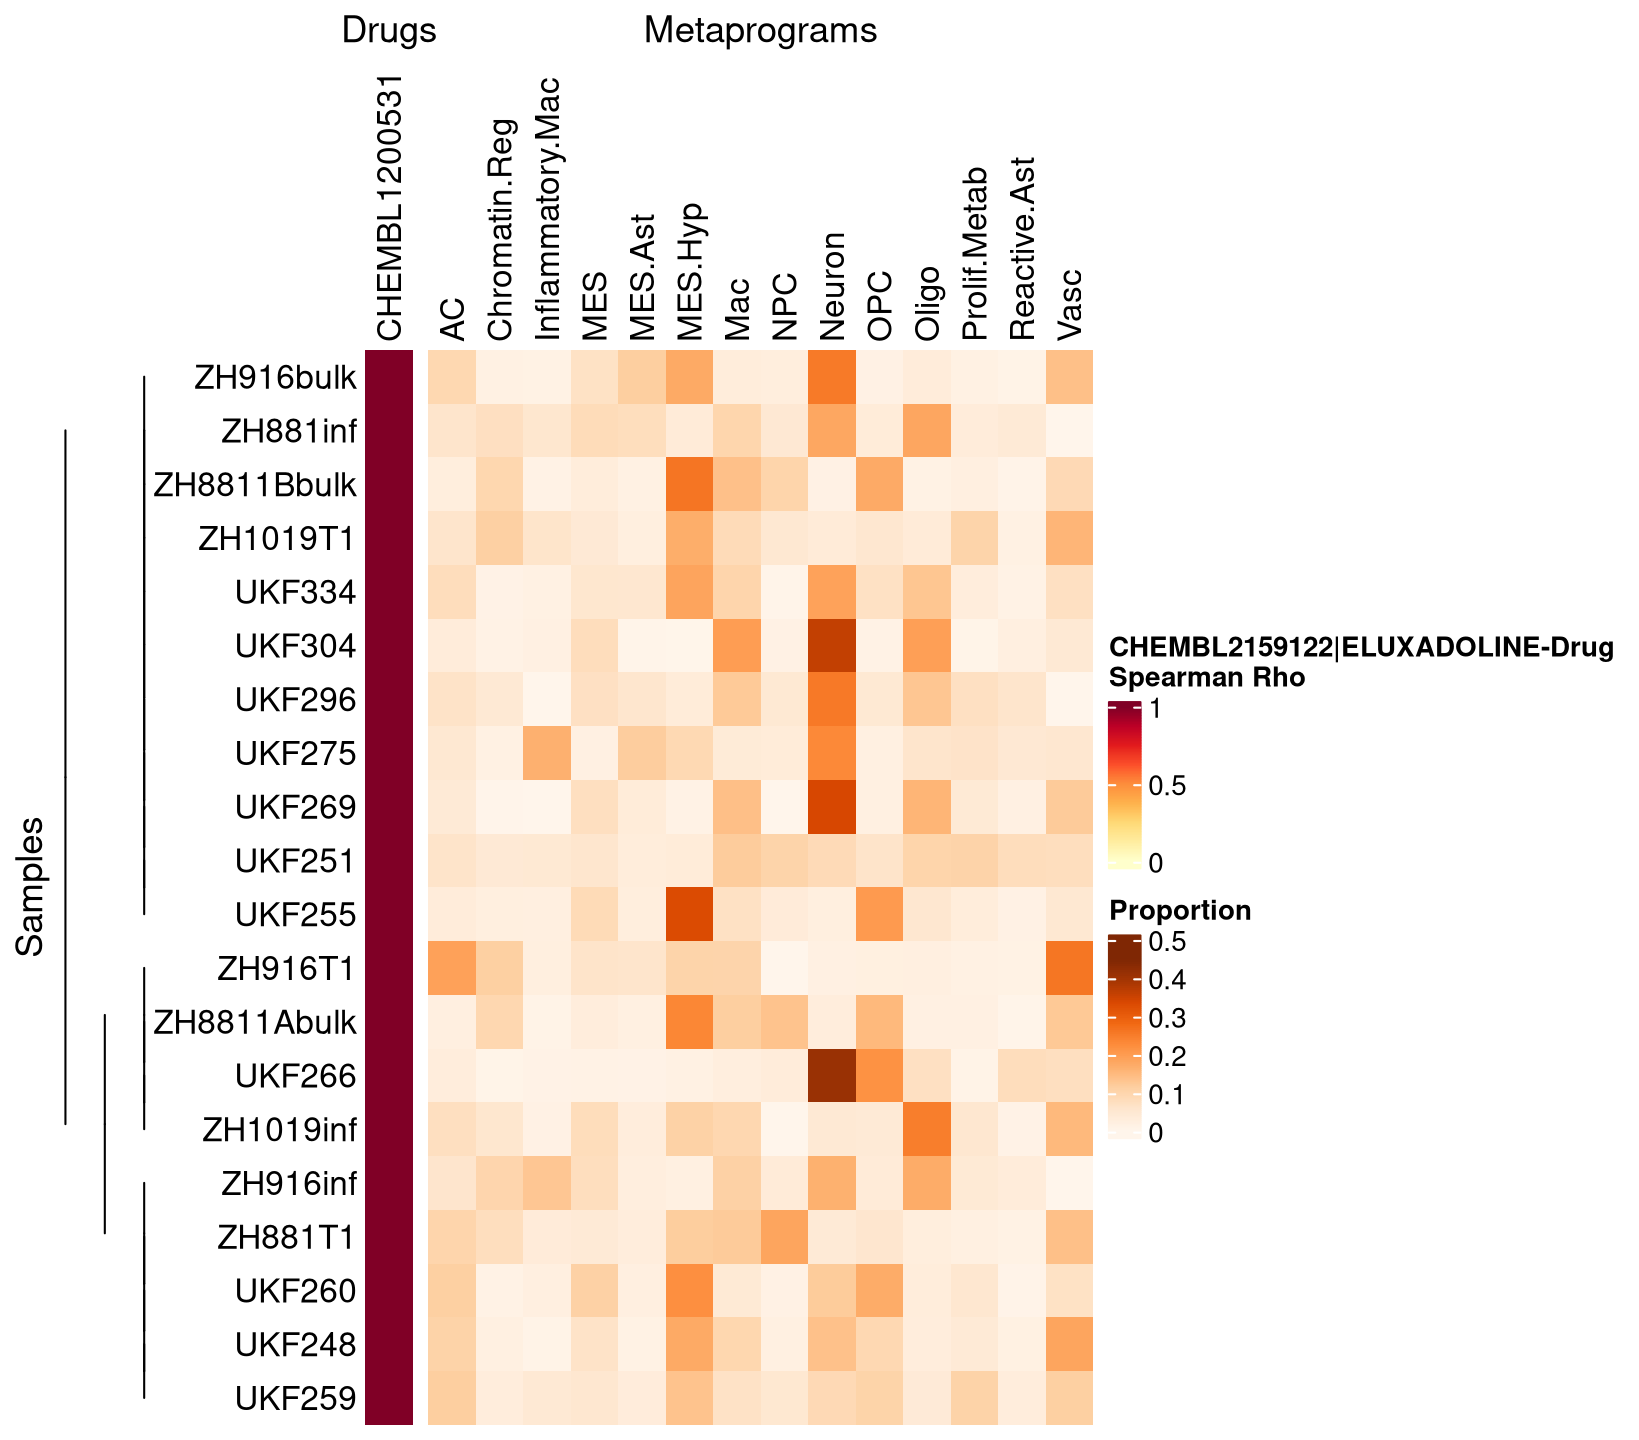 Drugs
Metaprograms
CHEMBL1200531
AC
Chromatin.Reg
Inflammatory.Mac
MES
MES.Ast
MES.Hyp
Mac
NPC
Neuron
OPC
Oligo
Prolif.Metab
Reactive.Ast
Vasc
Samples
ZH916bulk
ZH881inf
ZH8811Bbulk
ZH1019T1
UKF334
UKF304
UKF296
UKF275
UKF269
UKF251
UKF255
ZH916T1
ZH8811Abulk
UKF266
ZH1019inf
ZH916inf
ZH881T1
UKF260
UKF248
UKF259
CHEMBL2159122|ELUXADOLINE-Drug
Spearman Rho
1
0.5
0
Proportion
0.5
0.4
0.3
0.2
0.1
0